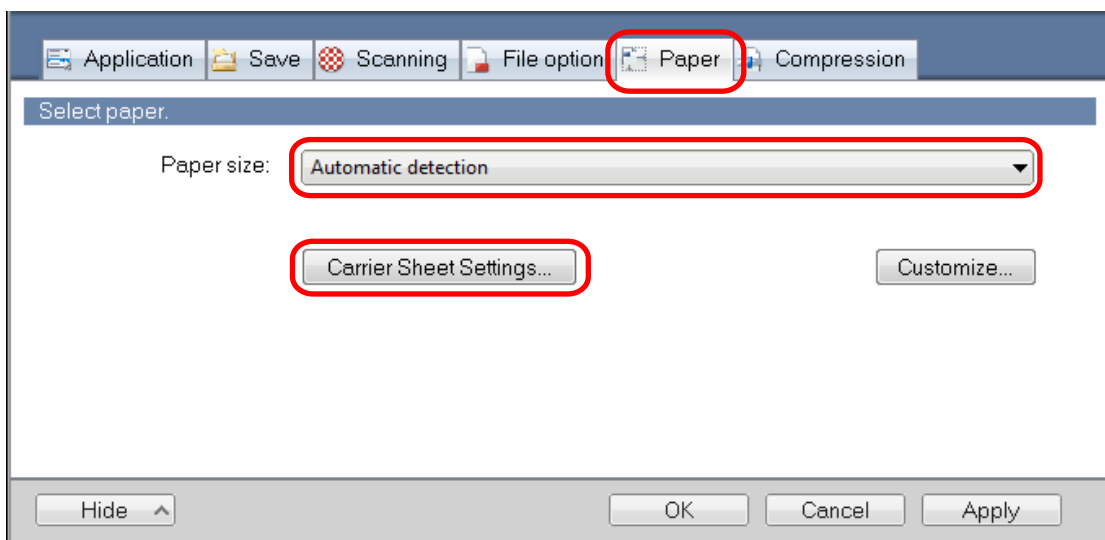 Application Save Scanning File option Paper Compression
Select paper.
Paper size: Automatic detection
Carrier Sheet Settings... Customize...
Hide OK Cancel Apply